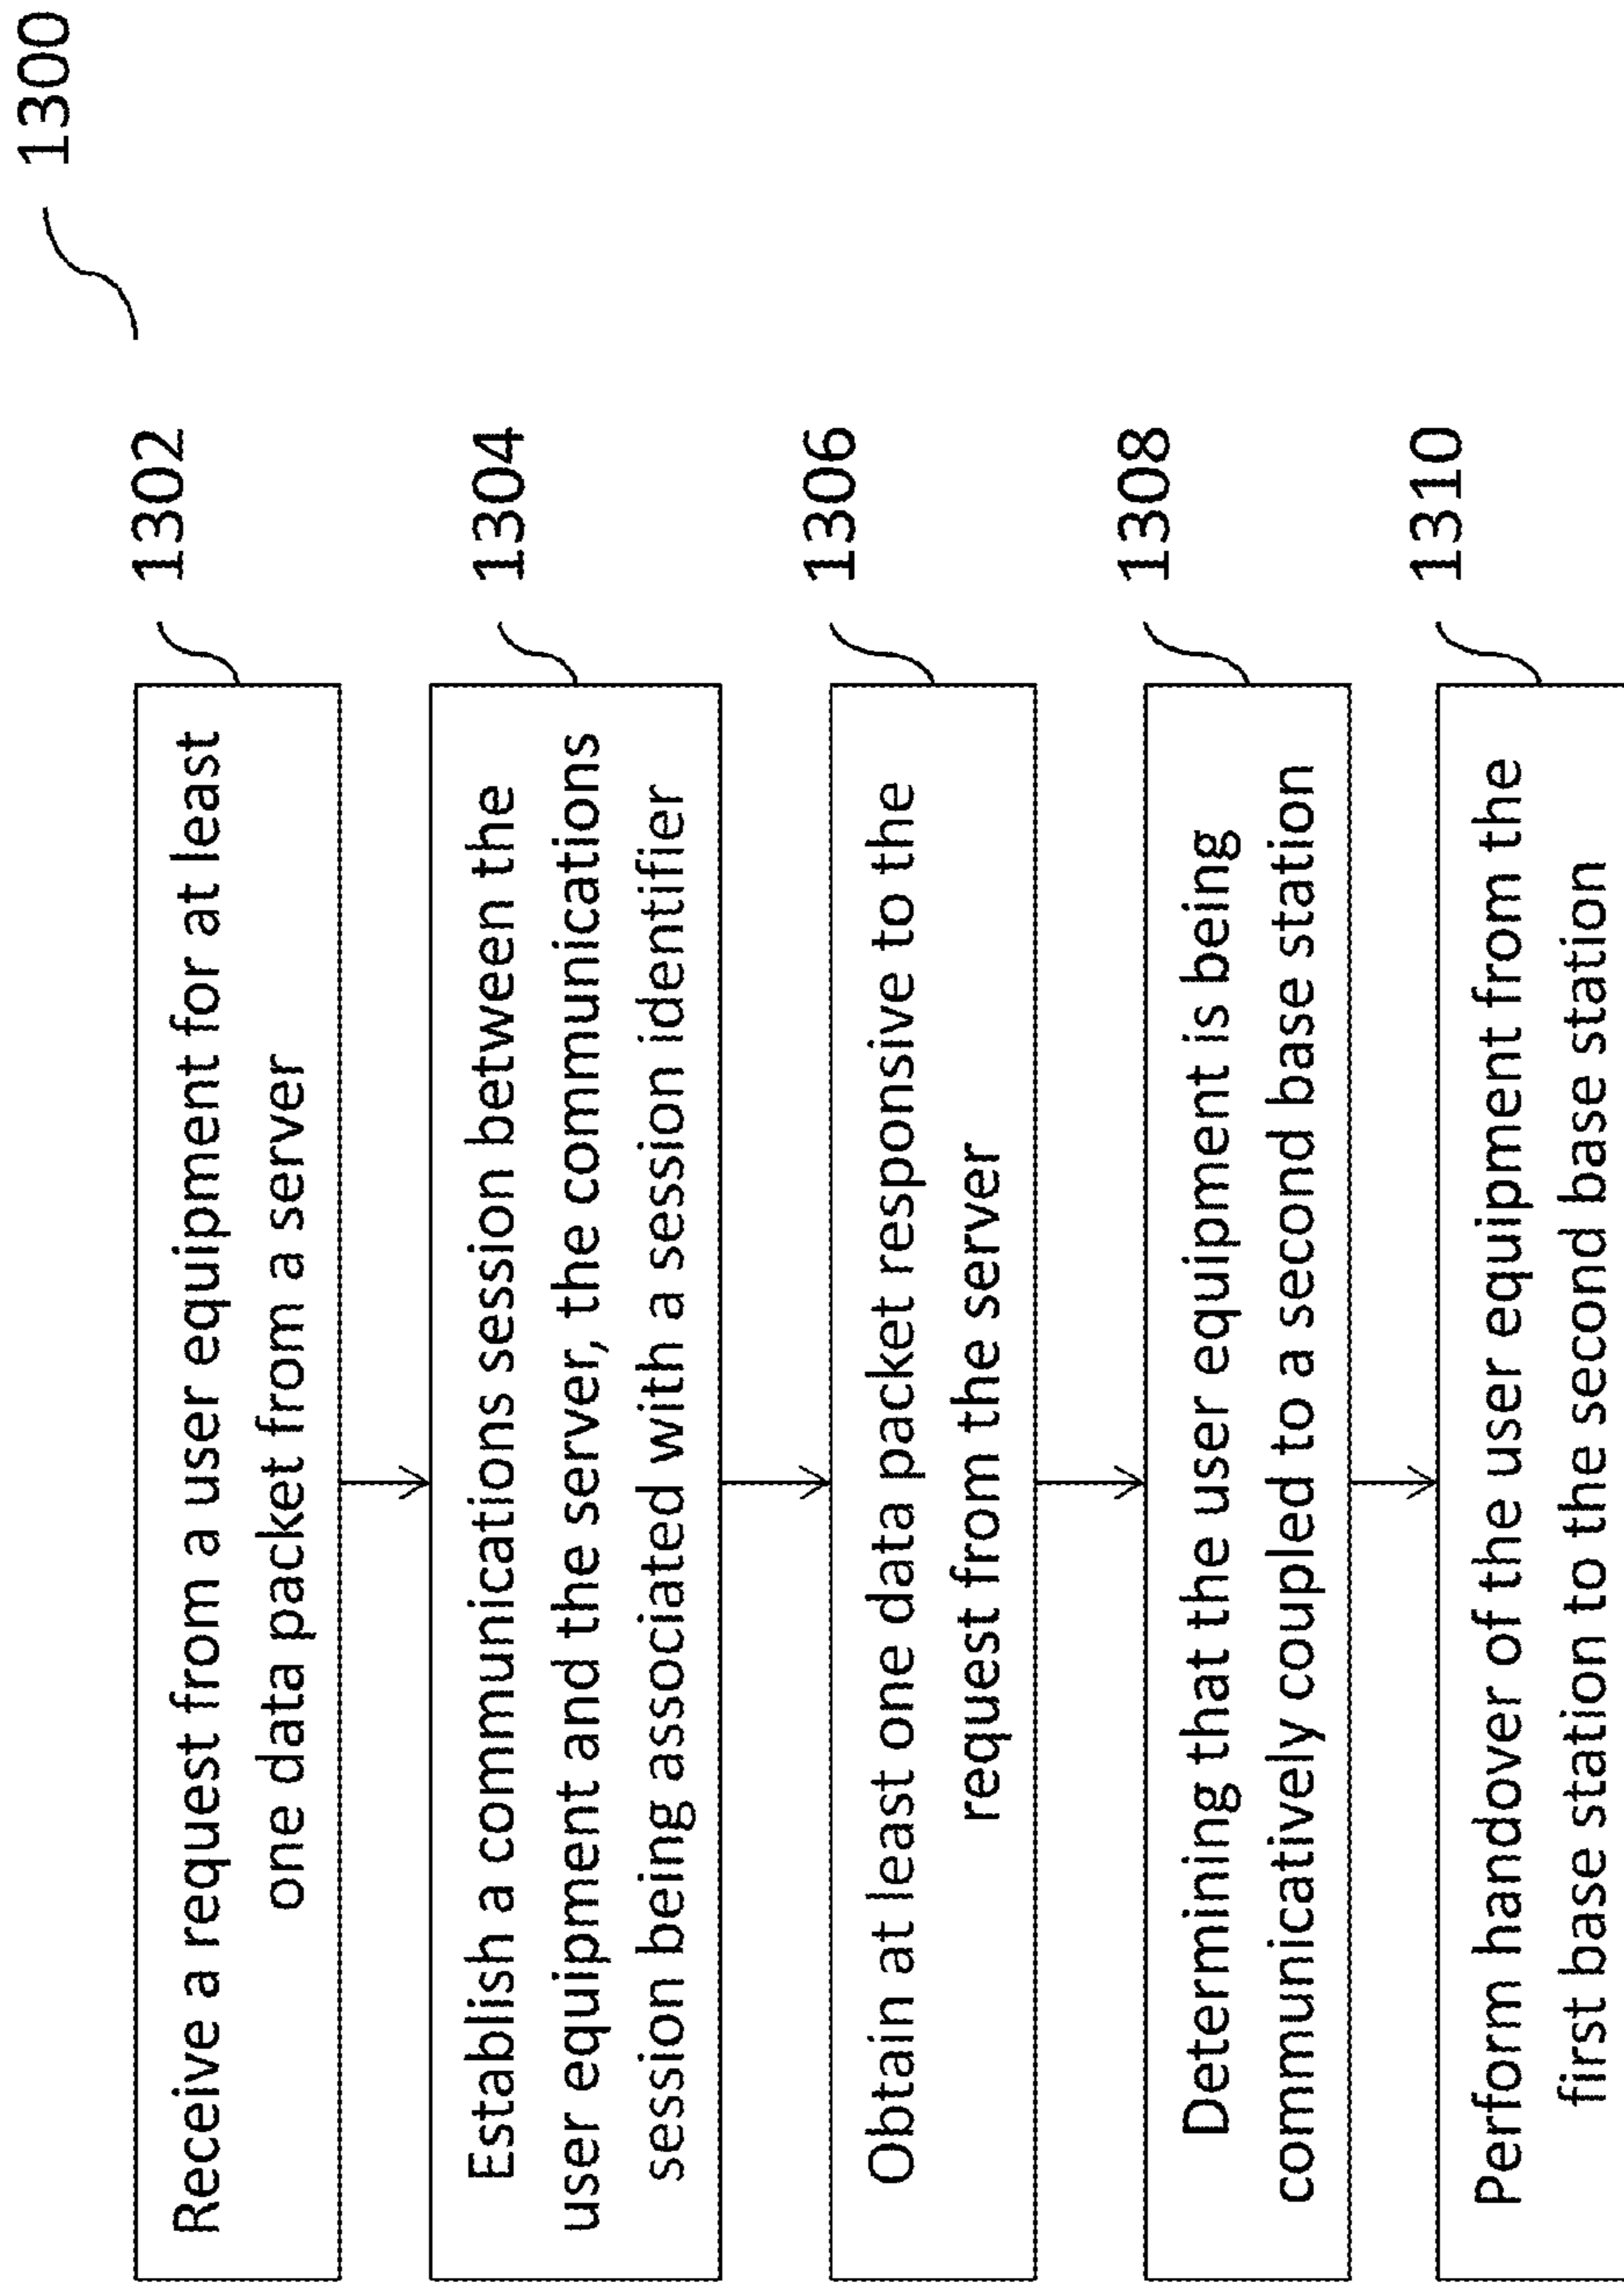 1300
Receive a request from a user equipment for at least
one data packet from a server
1302
Establish a communications session between the
user equipment and the server, the communications
session being associated with a session identifier
1304
Obtain at least one data packet responsive to the
request from the server
1306
Determining that the user equipment is being
communicatively coupled to a second base station
1308
Perform handover of the user equipment from the
first base station to the second base station
1310